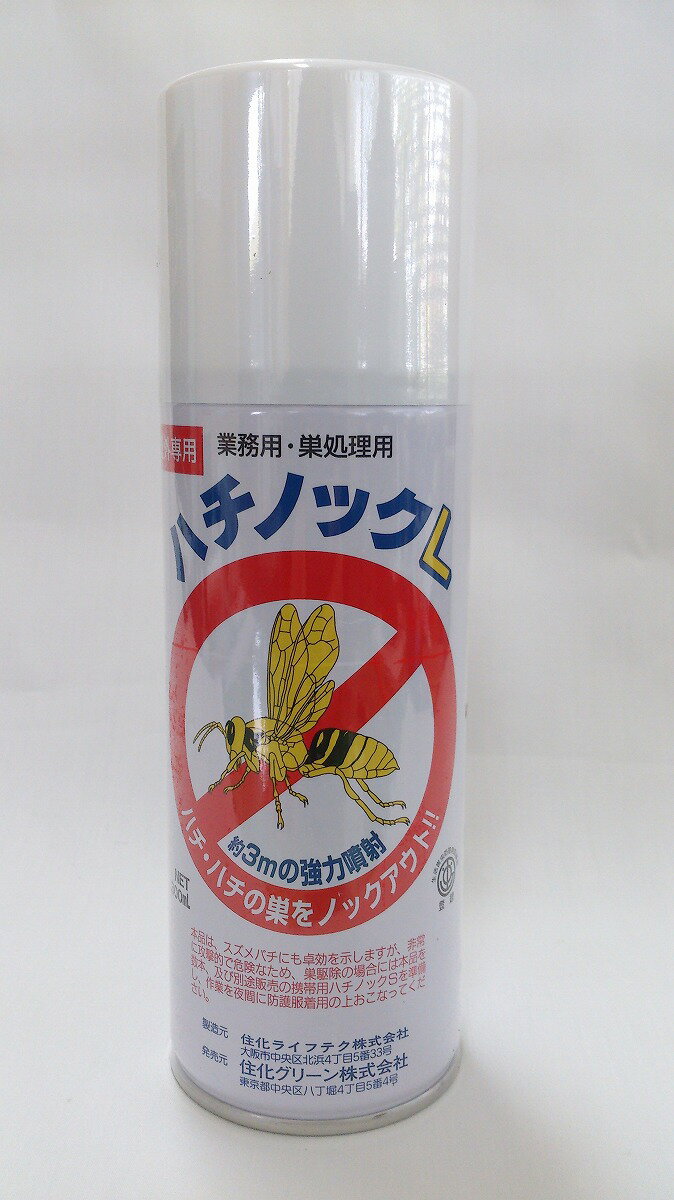 専用
業務用・巣処理用
ハチノックL
約3mの強力噴射
ハチ・ハチの巣をノックアウト!!
NET
本品は、スズメバチにも卓効を示しますが、非常
に攻撃的で危険なため、巣駆除の場合には本品を
数本、及び別途販売の携帯用ハチノックSを準備
し、作業を夜間に防護服着用の上おこなってくだ
さい。
製造元 住化ライフテク株式会社
大阪市中央区北浜4丁目5番33号
発売元 住化グリーン株式会社
東京都中央区八丁堀4丁目5番4号